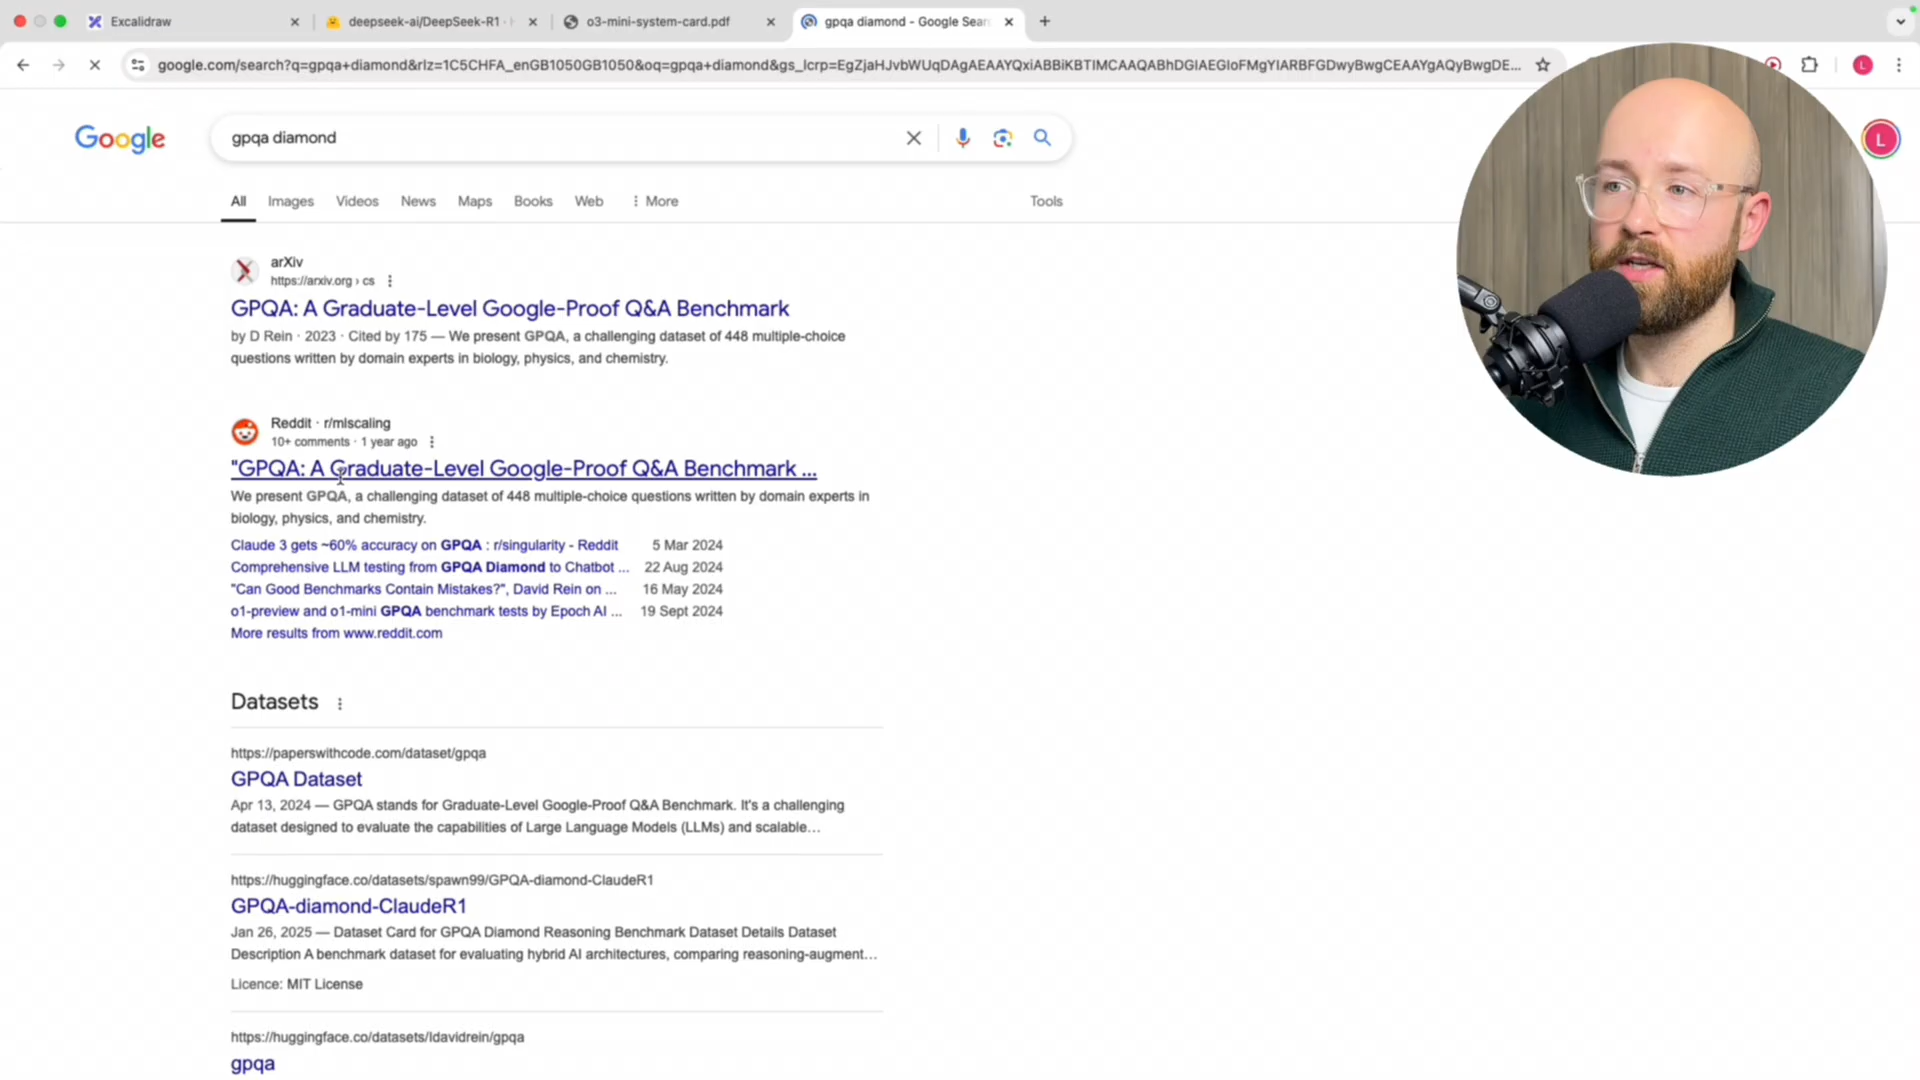 Excalidraw
deepseek-ai/DeepSeek-R1 ·
o3-mini-system-card.pdf
gpqa diamond - Google Sear
google.com/search?q=gpqa+diamond&rlz=1C5CHFA_enGB1050GB1050&oq=gpqa+diamond&gs_lcrp=EgZjaHJvbWUqDAgAEAAYQxiABBiKBTIMCAAQABhDGIAEGIoFMgYIARBFGDwyBwgCEAAYgAQyBwgDE...
L
Google
gpqa diamond
L
All Images Videos News Maps Books Web More Tools
arXiv
https://arxiv.org › cs
GPQA: A Graduate-Level Google-Proof Q&A Benchmark
by D Rein · 2023 · Cited by 175 — We present GPQA, a challenging dataset of 448 multiple-choice
questions written by domain experts in biology, physics, and chemistry.
Reddit · r/mlscaling
10+ comments · 1 year ago
"GPQA: A Graduate-Level Google-Proof Q&A Benchmark ...
We present GPQA, a challenging dataset of 448 multiple-choice questions written by domain experts in
biology, physics, and chemistry.
Claude 3 gets ~60% accuracy on GPQA : r/singularity - Reddit 5 Mar 2024
Comprehensive LLM testing from GPQA Diamond to Chatbot ... 22 Aug 2024
"Can Good Benchmarks Contain Mistakes?", David Rein on ... 16 May 2024
o1-preview and o1-mini GPQA benchmark tests by Epoch AI ... 19 Sept 2024
More results from www.reddit.com
Datasets
https://paperswithcode.com/dataset/gpqa
GPQA Dataset
Apr 13, 2024 — GPQA stands for Graduate-Level Google-Proof Q&A Benchmark. It's a challenging
dataset designed to evaluate the capabilities of Large Language Models (LLMs) and scalable...
https://huggingface.co/datasets/spawn99/GPQA-diamond-ClaudeR1
GPQA-diamond-ClaudeR1
Jan 26, 2025 — Dataset Card for GPQA Diamond Reasoning Benchmark Dataset Details Dataset
Description A benchmark dataset for evaluating hybrid AI architectures, comparing reasoning-augment...
Licence: MIT License
https://huggingface.co/datasets/Idavidrein/gpqa
gpqa